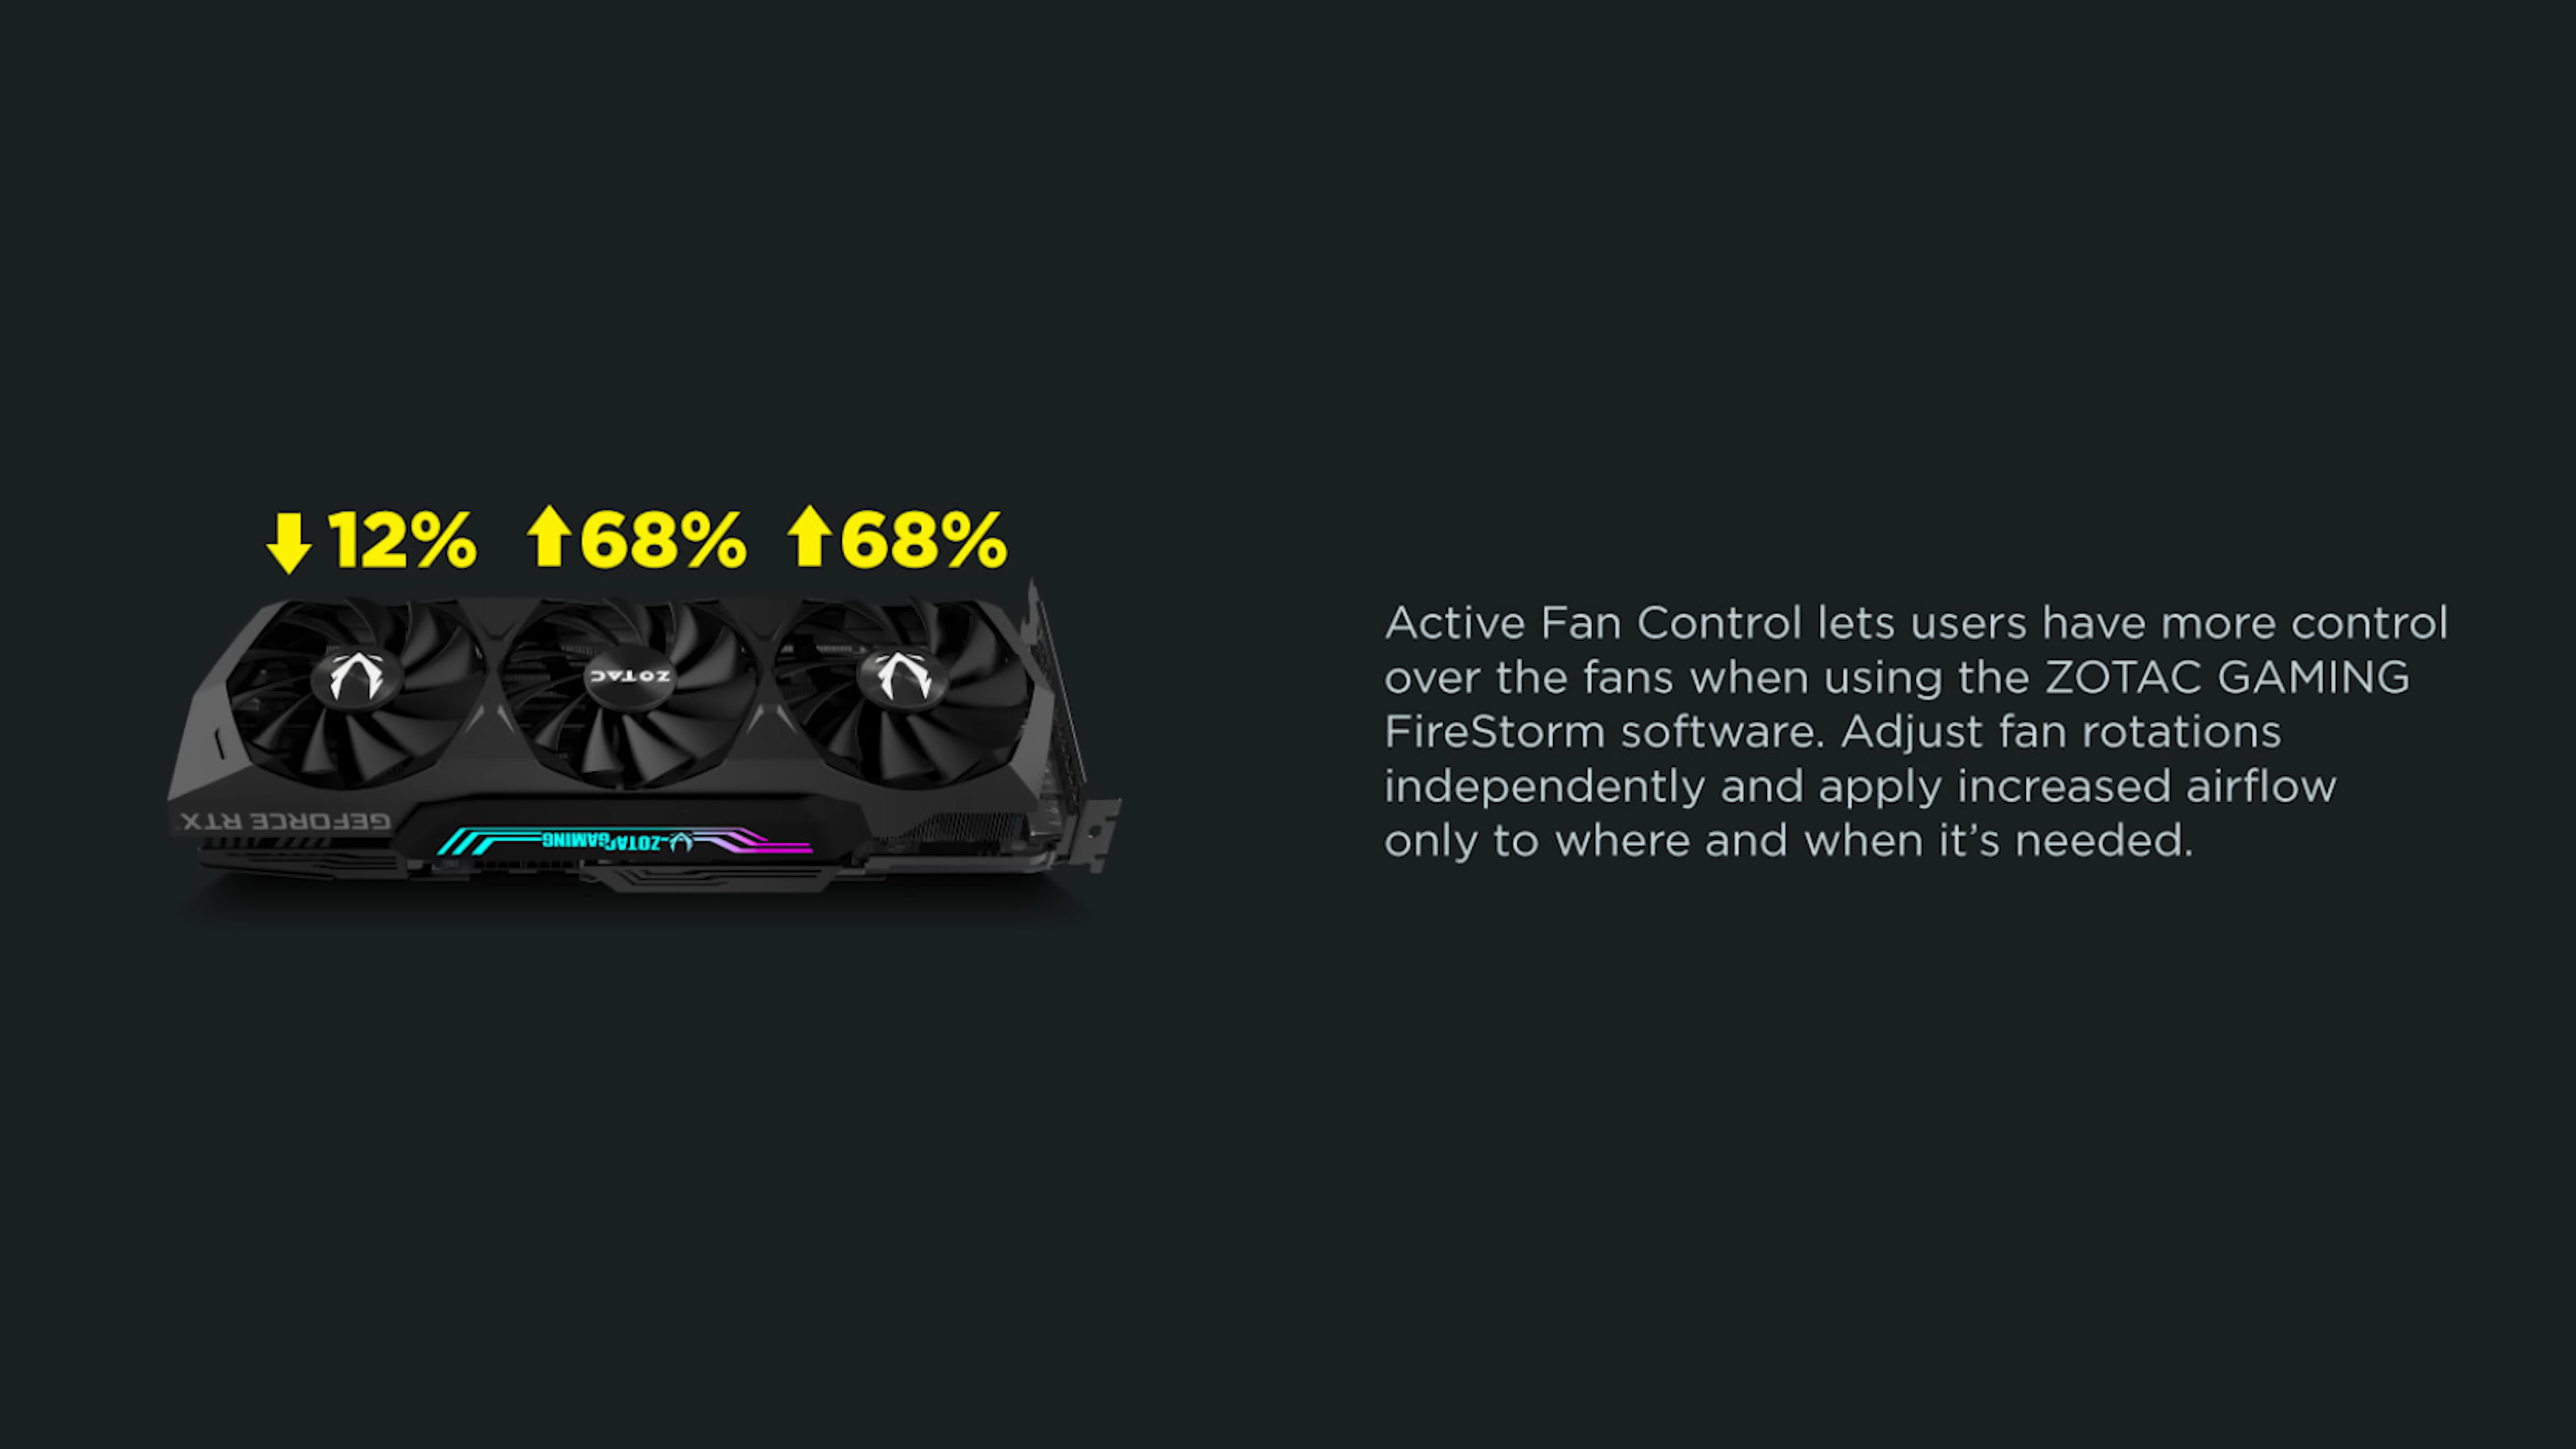 ↓12% ↑68% ↑68%
ZOTAC
GEFORCE RTX™
ZOTAC GAMING
Active Fan Control lets users have more control
over the fans when using the ZOTAC GAMING
FireStorm software. Adjust fan rotations
independently and apply increased airflow
only to where and when it’s needed.